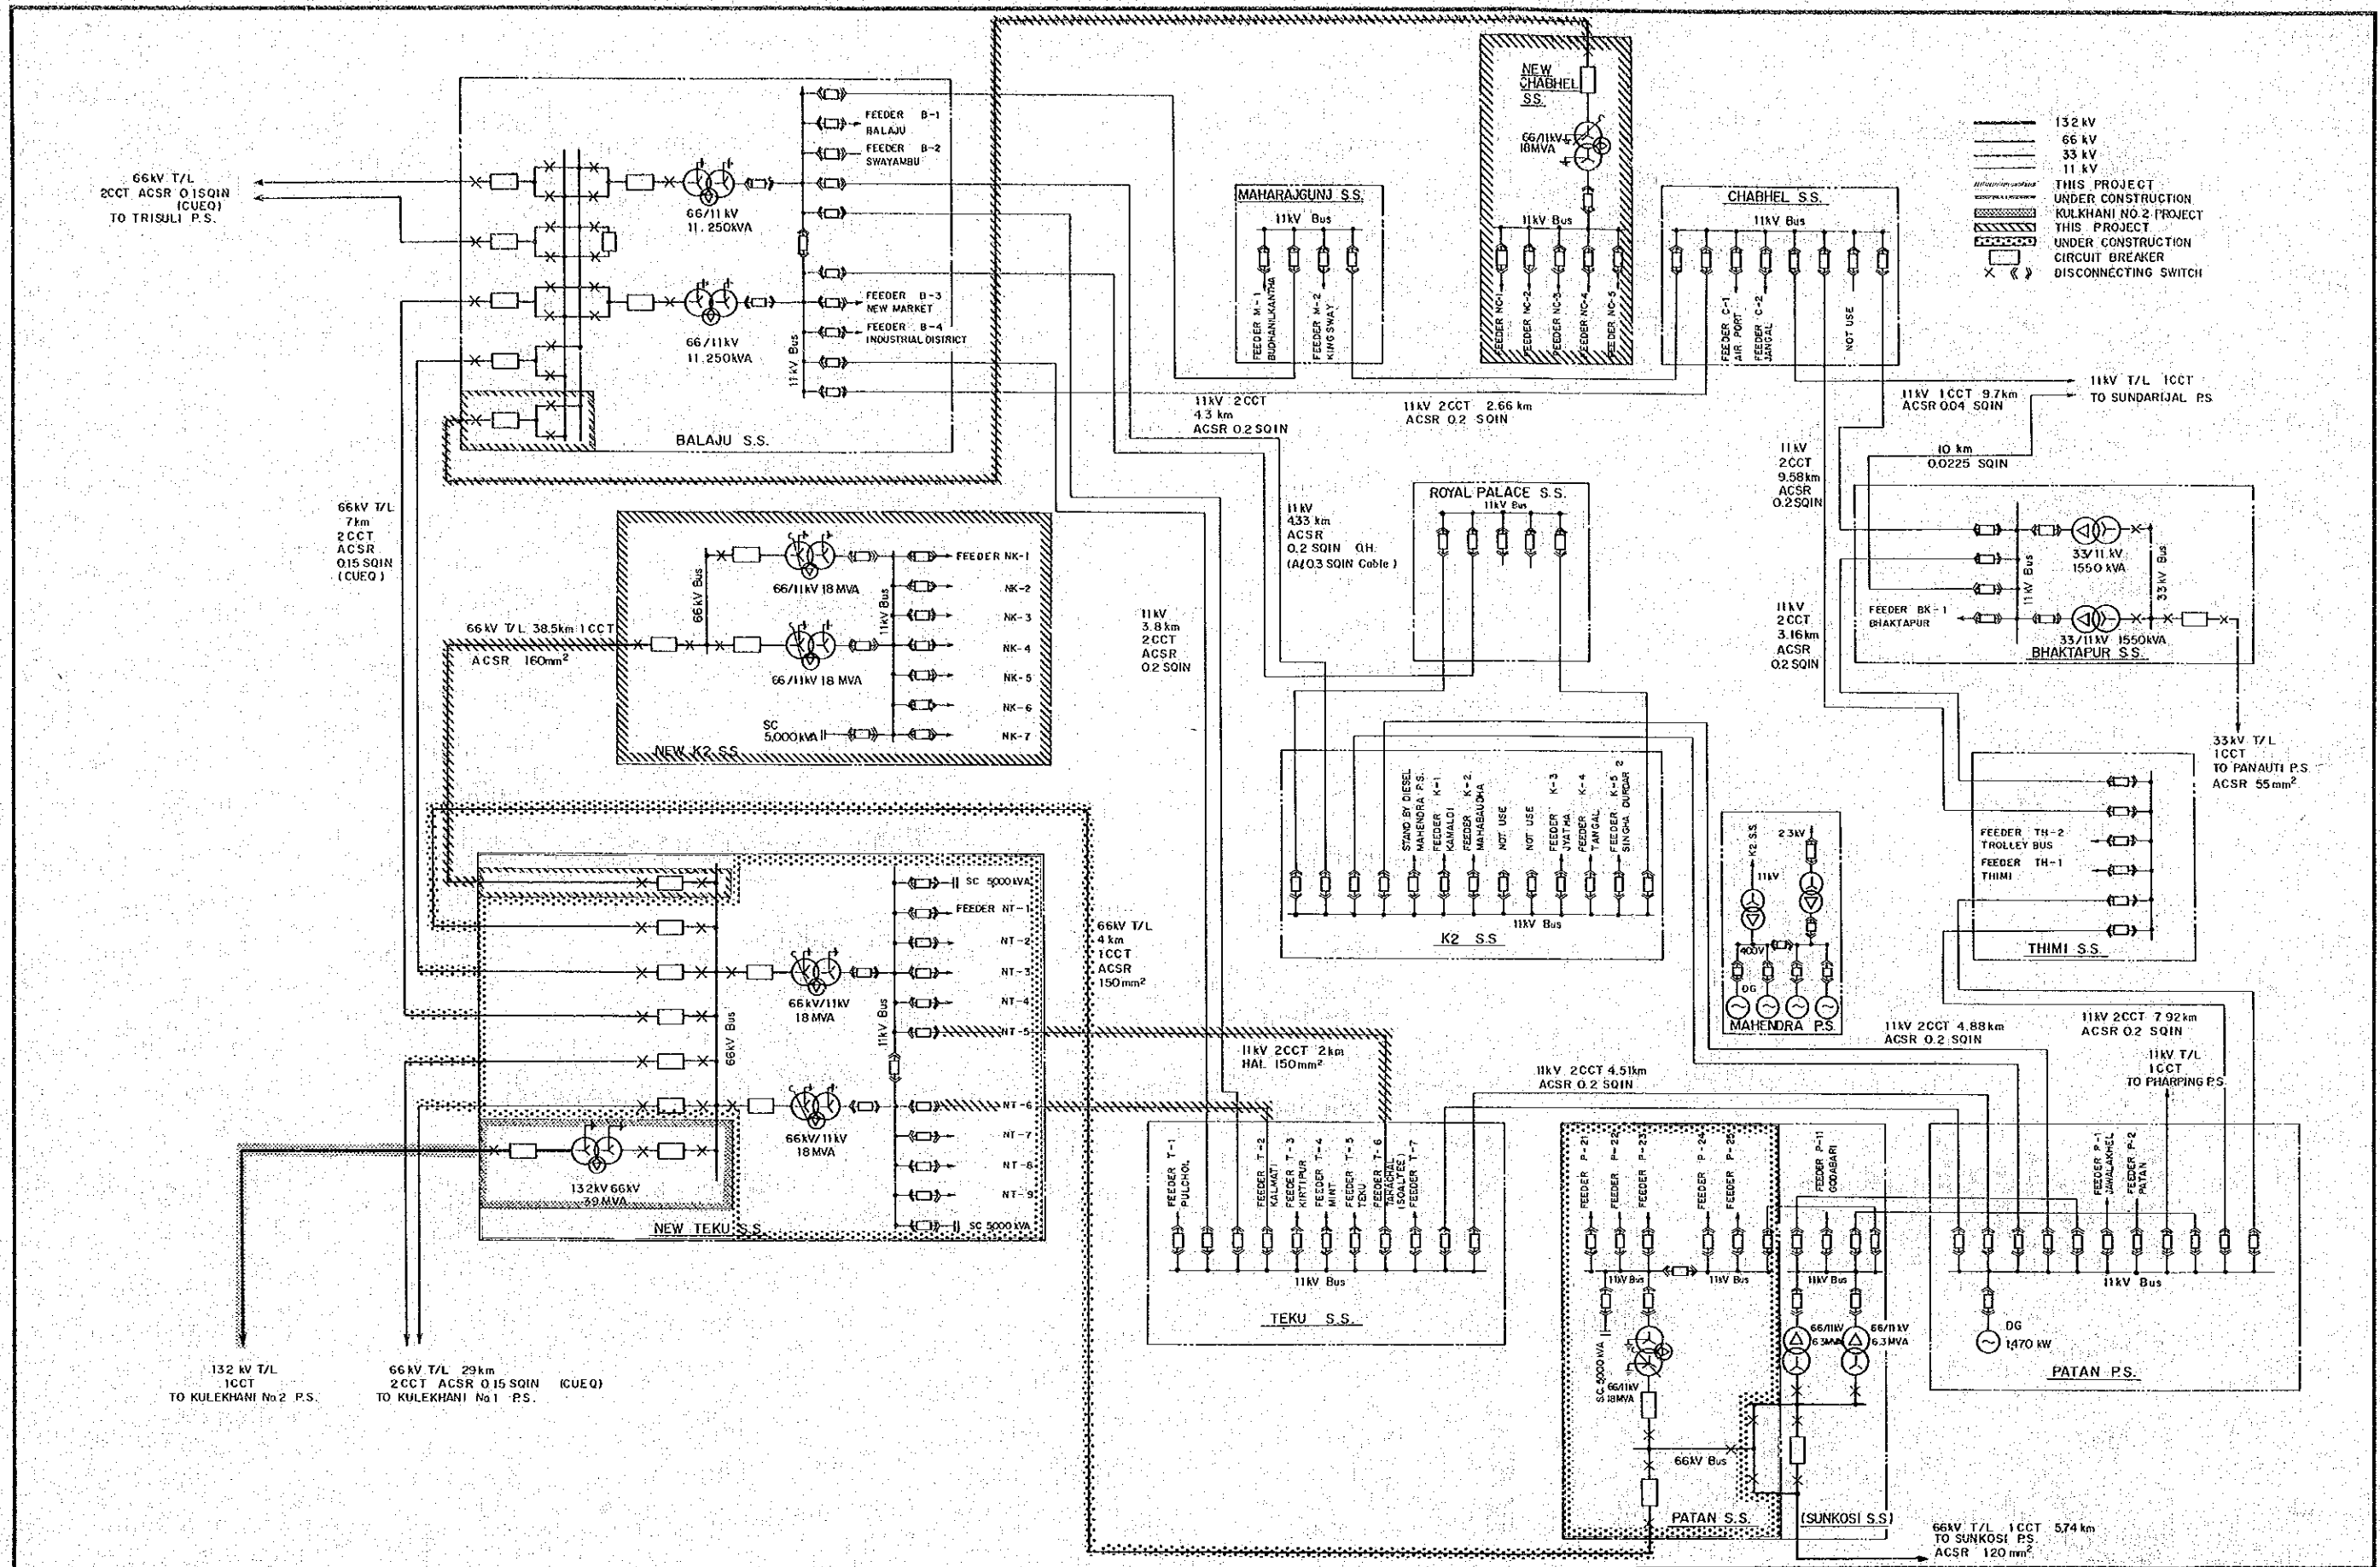 66kV T/L
2CCT ACSR 0.15QIN
(CUEQ)
TO TRISULI P.S.
66/11 kV
11.250kVA
66/11kV
11.250kVA
11kV Bus
FEEDER B-1
BALAJU
FEEDER B-2
SWAYAMBU
FEEDER B-3
NEW MARKET
FEEDER B-4
INDUSTRIAL DISTRICT
BALAJU S.S.
NEW
CHABHEL
S.S.
66/11kV
18MVA
11kV Bus
FEEDER NC-1
FEEDER NC-2
FEEDER NC-3
FEEDER NC-4
FEEDER NC-5
MAHARAJGUNJ S.S.
11kV Bus
FEEDER M-1
BUDHANILKANTHA
FEEDER M-2
KINGSWAY
CHABHEL S.S.
11kV Bus
FEEDER C-1
AIR PORT
FEEDER C-2
JANGAL
NOT USE
132 kV
66 kV
33 kV
11 kV
THIS PROJECT
UNDER CONSTRUCTION
KULKHANI NO.2 PROJECT
THIS PROJECT
UNDER CONSTRUCTION
CIRCUIT BREAKER
DISCONNECTING SWITCH
11kV 2CCT
4.3 km
ACSR 0.2 SQIN
11kV 2CCT 2.66 km
ACSR 0.2 SQIN
11kV 1CCT 9.7km
ACSR 0.04 SQIN
11kV T/L 1CCT
TO SUNDARIJAL P.S
10 km
0.0225 SQIN
11 kV
2CCT
9.58km
ACSR
0.2SQIN
66kV T/L
7km
2CCT
ACSR
0.15 SQIN
(CUEQ)
11 kV
4.33 km
ACSR
0.2 SQIN O.H.
(Al 0.3 SQIN Cable)
ROYAL PALACE S.S.
11kV Bus
33/11 kV
1550 kVA
11kV Bus
33kV Bus
FEEDER BK-1
BHAKTAPUR
33/11kV 1550kVA
BHAKTAPUR S.S.
66kV Bus
66/11kV 18 MVA
66/11kV 18 MVA
11kV Bus
FEEDER NK-1
NK-2
NK-3
NK-4
NK-5
NK-6
NK-7
SC
5,000kVA
NEW K2 S.S
66kV T/L 38.5km 1CCT
ACSR 160mm²
11kV
3.8 km
2CCT
ACSR
0.2 SQIN
11kV
2CCT
3.16km
ACSR
0.2 SQIN
33kV T/L
1CCT
TO PANAUTI P.S.
ACSR 55mm²
STAND BY DIESEL
MAHENDRA P.S.
FEEDER K-1
KAMALDI
FEEDER K-2
MAHABAUDHA
NOT USE
NOT USE
FEEDER K-3
JYATHA
FEEDER K-4
TANGAL
FEEDER K-5 2
SINGHA DURDAR
11kV Bus
K2 S.S
K2 S.S
11kV
2.3kV
400V
DG
MAHENDRA P.S.
FEEDER TH-2
TROLLEY BUS
FEEDER TH-1
THIMI
THIMI S.S.
66kV Bus
SC 5000kVA
FEEDER NT-1
NT-2
NT-3
NT-4
NT-5
NT-6
NT-7
NT-8
NT-9
SC 5000kVA
66kV/11kV
18 MVA
66kV/11kV
18MVA
11kV Bus
132kV 66kV
39 MVA
NEW TEKU S.S.
66kV T/L
4 km
1CCT
ACSR
150mm²
11kV 2CCT 2km
HAL 150mm²
11kV 2CCT 4.51km
ACSR 0.2 SQIN
11kV 2CCT 4.88km
ACSR 0.2 SQIN
11kV 2CCT 7.92km
ACSR 0.2 SQIN
11kV T/L
1CCT
TO PHARPING P.S
FEEDER T-1
PULCHOL
FEEDER T-2
KALMATI
FEEDER T-3
KIRTIPUR
FEEDER T-4
MINT
FEEDER T-5
TEKU
FEEDER T-6
TAHACHAL
(SOALTEE)
FEEDER T-7
11kV Bus
TEKU S.S.
FEEDER P-21
FEEDER P-22
FEEDER P-23
FEEDER P-24
FEEDER P-25
11kV Bus
11kV Bus
SC 5000kVA
66/11kV
18MVA
66kV Bus
PATAN S.S.
FEEDER P-11
GODABARI
11kV Bus
66/11kV
6.3MVA
66/11 kV
6.3MVA
(SUNKOSI S.S)
FEEDER P-1
JAWALAKHEL
FEEDER P-2
PATAN
11kV Bus
DG
1,470 kW
PATAN P.S.
132 kV T/L
1CCT
TO KULEKHANI No.2 P.S.
66kV T/L 29km
2CCT ACSR 0.15 SQIN (CUEQ)
TO KULEKHANI No.1 P.S.
66kV T/L 1CCT 5.74km
TO SUNKOSI P.S
ACSR 120mm²